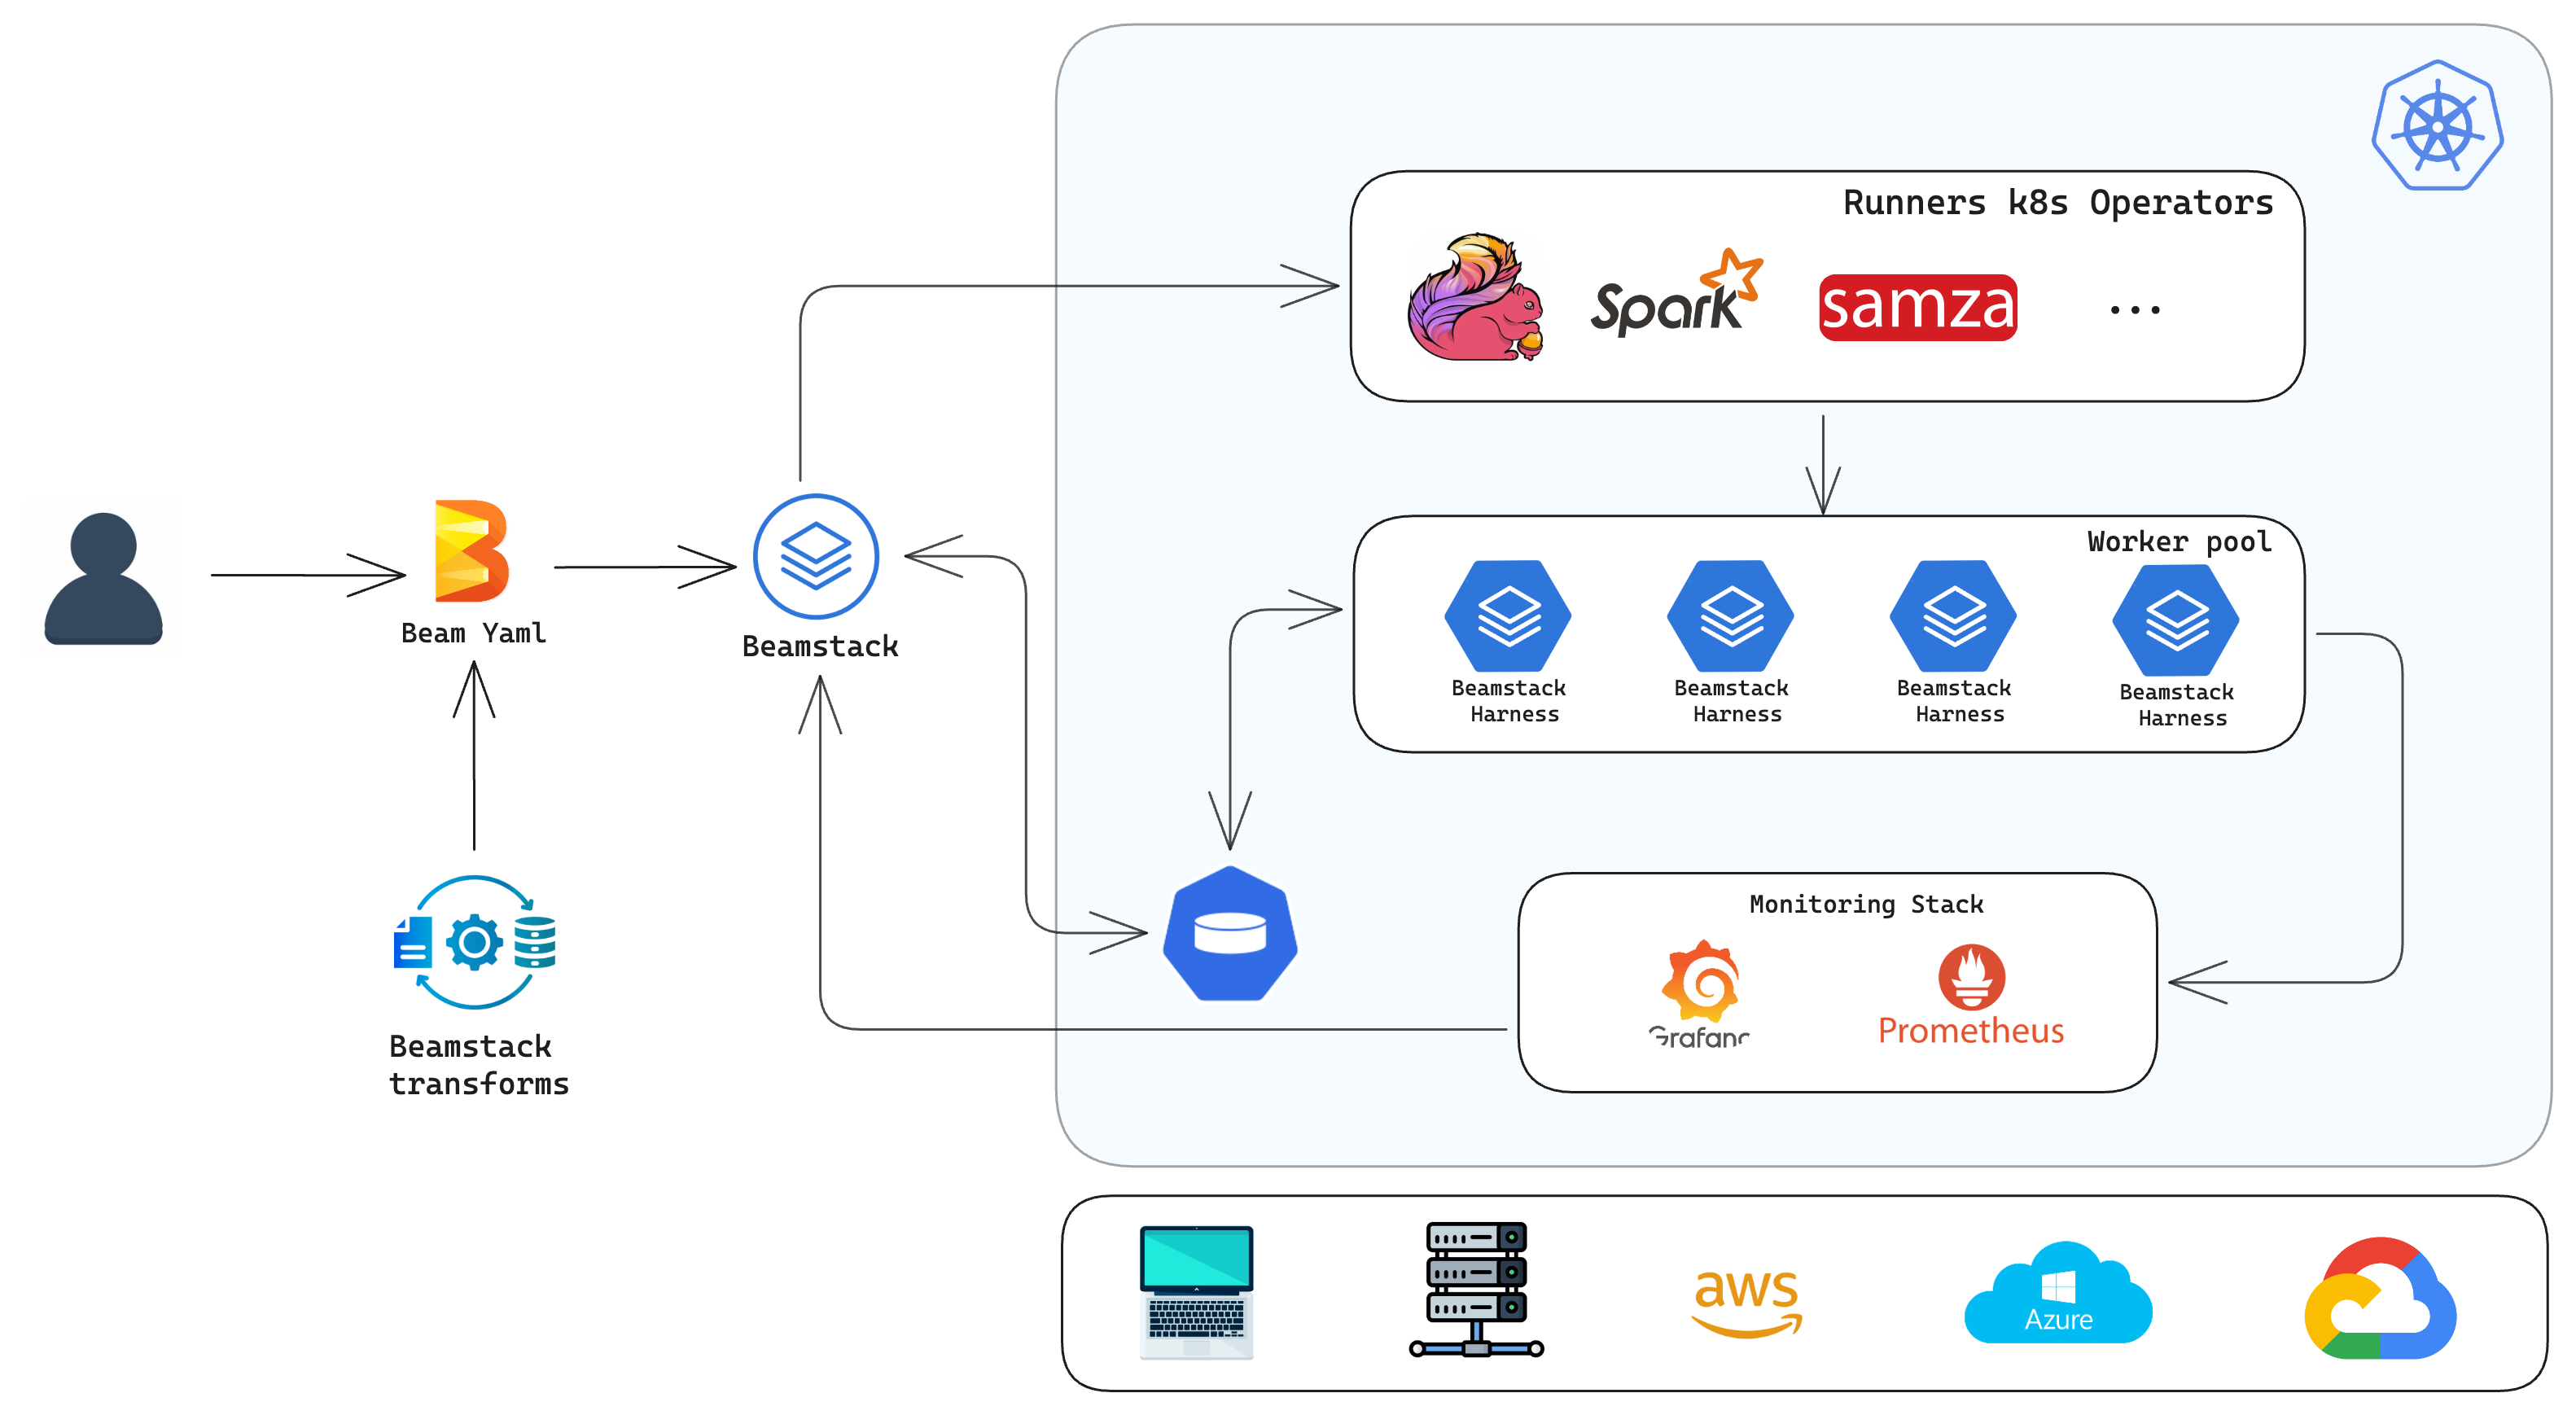 Runners k8s Operators
Spark
samza
...
Worker pool
Beam Yaml
Beamstack
Beamstack
Harness
Beamstack
Harness
Beamstack
Harness
Beamstack
Harness
Monitoring Stack
Grafana
Prometheus
Beamstack
transforms
aws
Azure